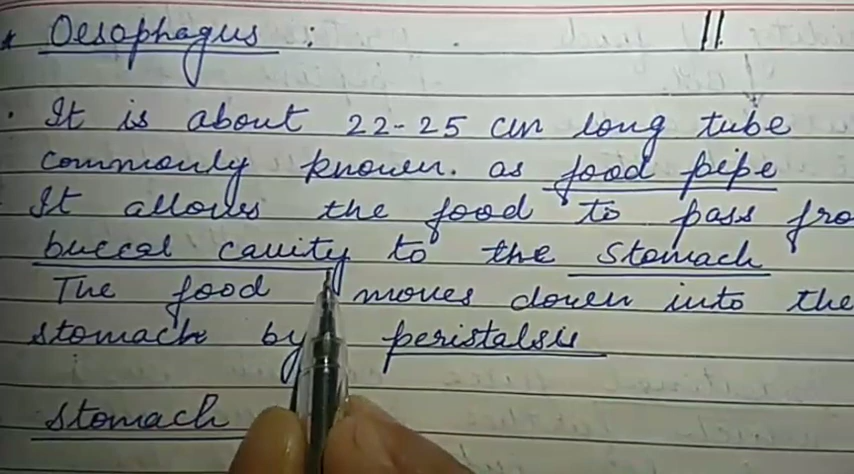 * Oesophagus :
11
• It is about 22-25 cm long tube
commonly known. as food pipe
It allows the food to pass fro
buccal cavity to the stomach
The food moves down into the
stomach by peristalsis
stomach